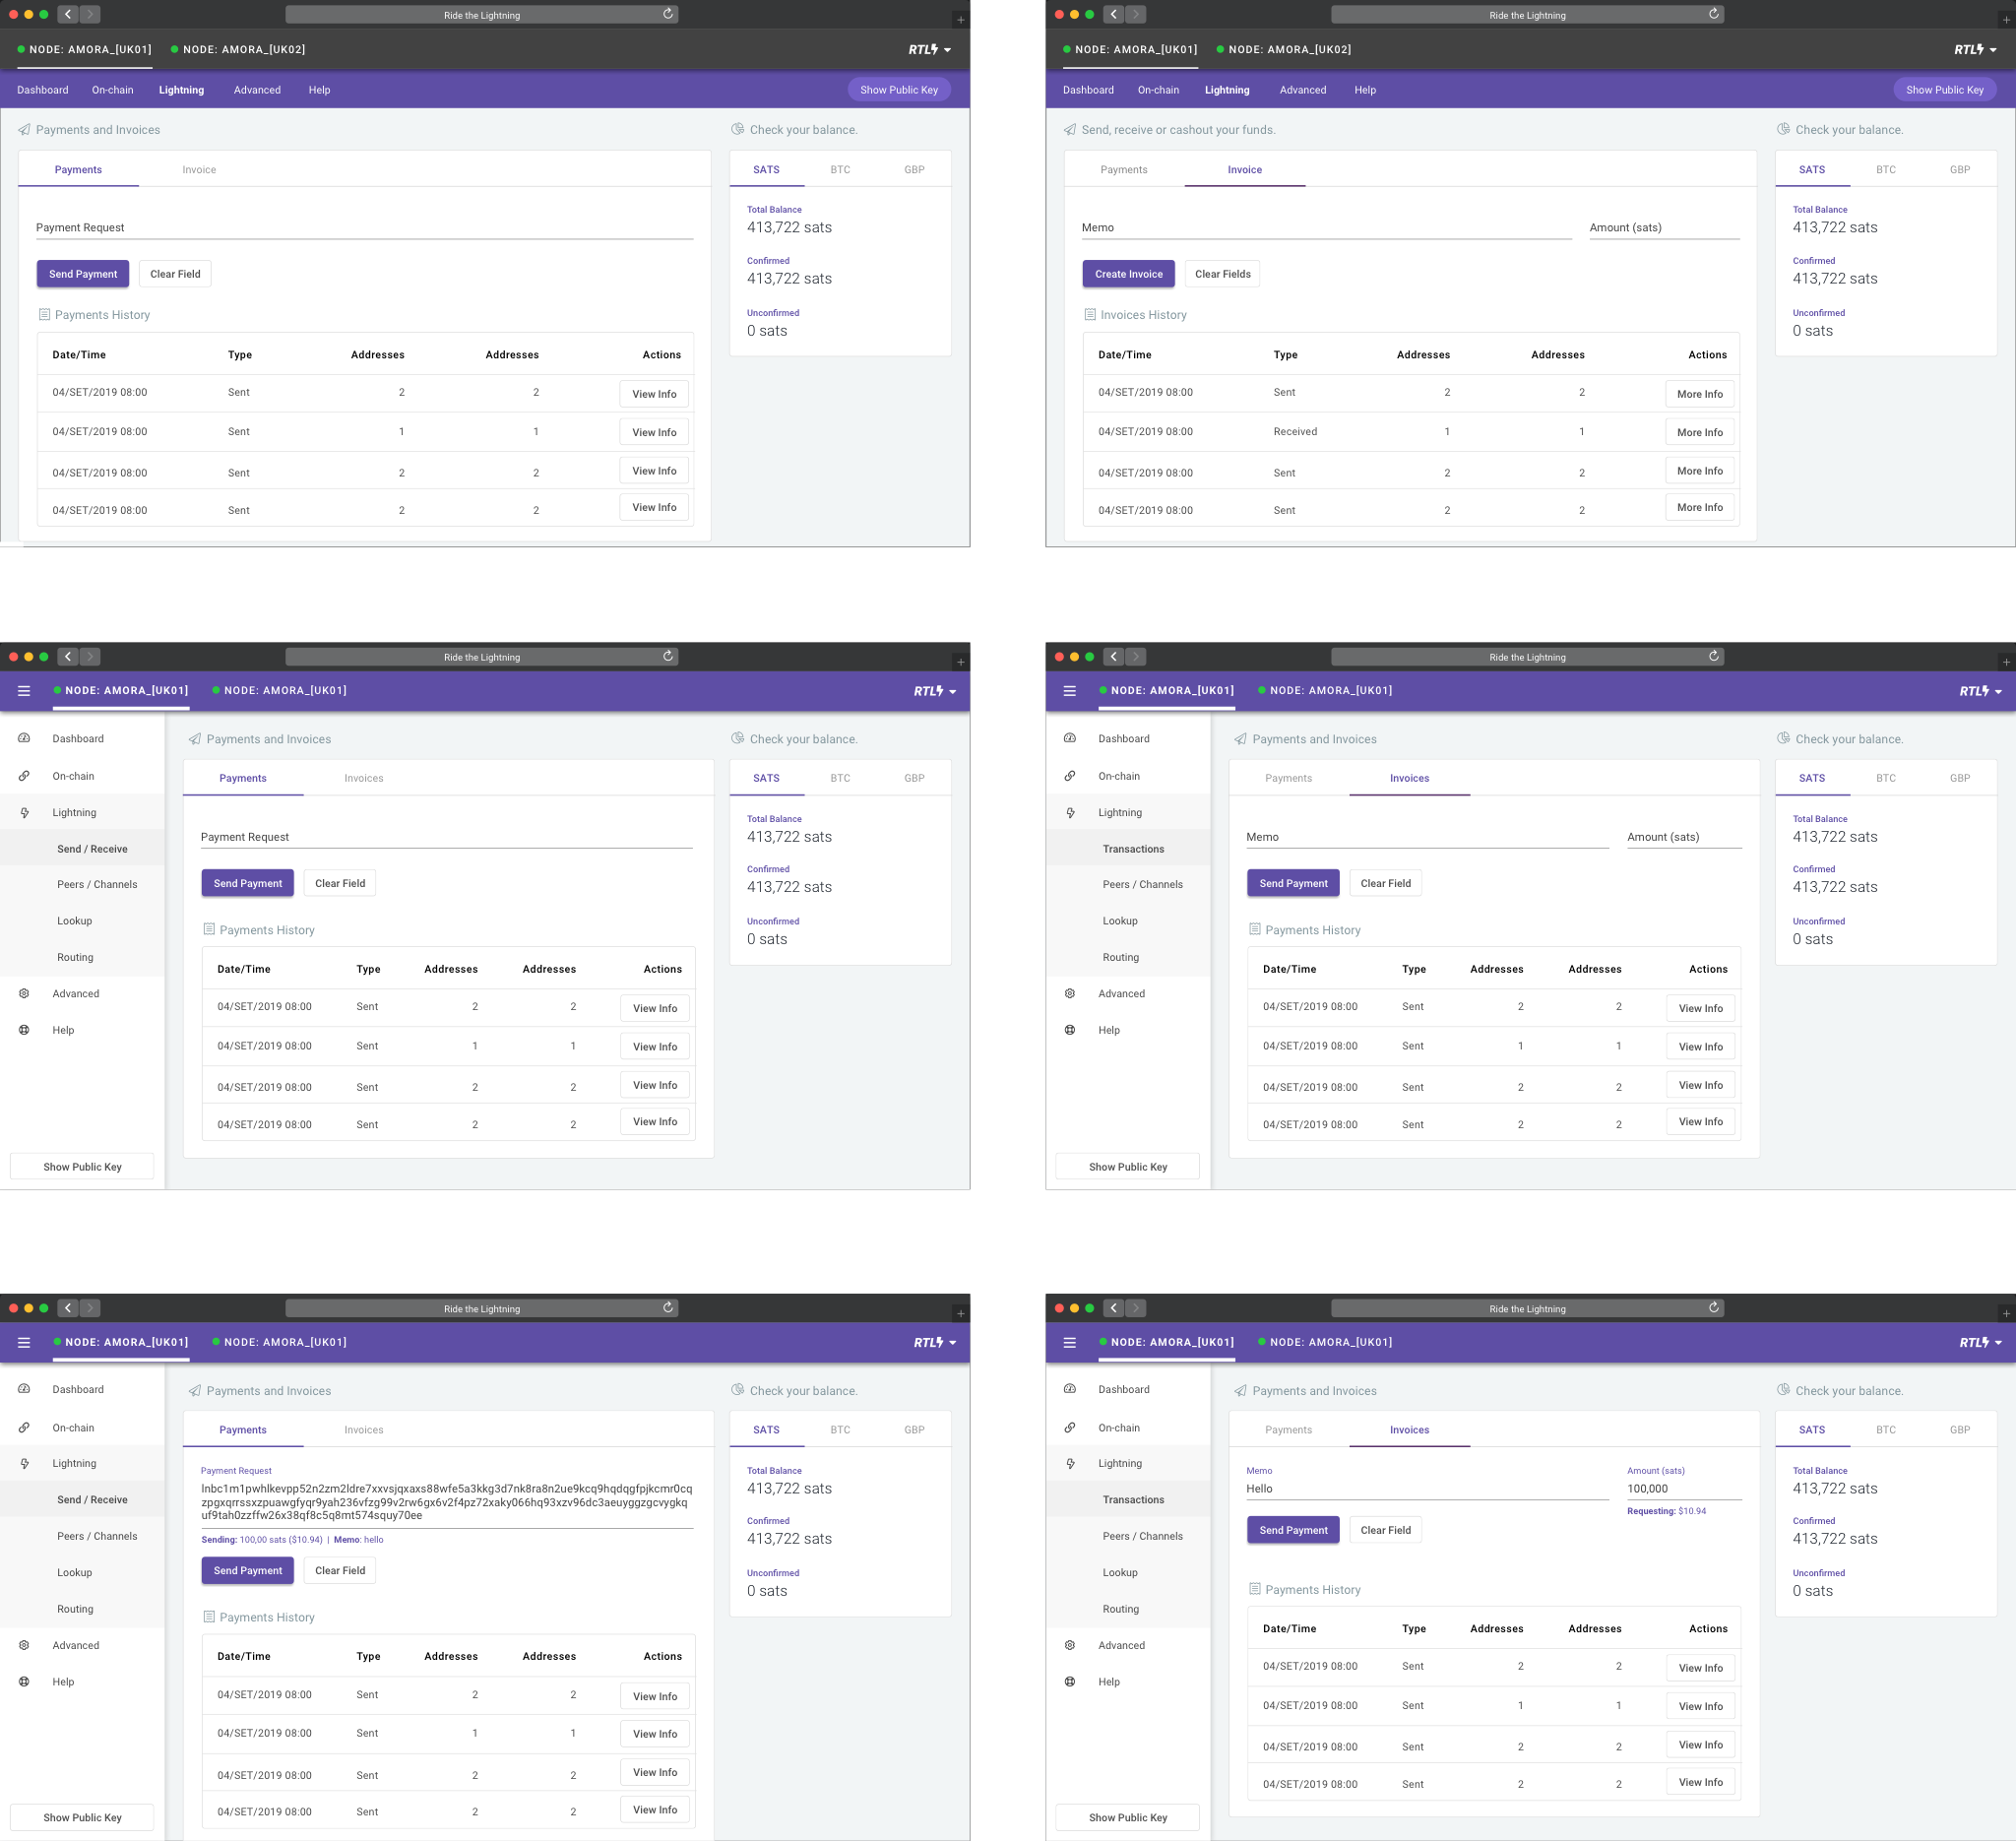 Ride the Lightning
NODE: AMORA_[UK01] NODE: AMORA_[UK02] RTL
Dashboard On-chain Lightning Advanced Help Show Public Key
Payments and Invoices Check your balance.
Payments Invoice SATS BTC GBP
Total Balance
Payment Request 413,722 sats
Confirmed
Send Payment Clear Field 413,722 sats
Payments History Unconfirmed
0 sats
Date/Time Type Addresses Addresses Actions
04/SET/2019 08:00 Sent 2 2 View Info
04/SET/2019 08:00 Sent 1 1 View Info
04/SET/2019 08:00 Sent 2 2 View Info
04/SET/2019 08:00 Sent 2 2 View Info
Ride the Lightning
NODE: AMORA_[UK01] NODE: AMORA_[UK02] RTL
Dashboard On-chain Lightning Advanced Help Show Public Key
Send, receive or cashout your funds. Check your balance.
Payments Invoice SATS BTC GBP
Total Balance
Memo Amount (sats) 413,722 sats
Confirmed
Create Invoice Clear Fields 413,722 sats
Invoices History Unconfirmed
0 sats
Date/Time Type Addresses Addresses Actions
04/SET/2019 08:00 Sent 2 2 More Info
04/SET/2019 08:00 Received 1 1 More Info
04/SET/2019 08:00 Sent 2 2 More Info
04/SET/2019 08:00 Sent 2 2 More Info
Ride the Lightning
NODE: AMORA_[UK01] NODE: AMORA_[UK01] RTL
Dashboard
On-chain
Lightning
Send / Receive
Peers / Channels
Lookup
Routing
Advanced
Help
Show Public Key
Payments and Invoices
Payments Invoices
Payment Request
Send Payment Clear Field
Payments History
Date/Time Type Addresses Addresses Actions
04/SET/2019 08:00 Sent 2 2 View Info
04/SET/2019 08:00 Sent 1 1 View Info
04/SET/2019 08:00 Sent 2 2 View Info
04/SET/2019 08:00 Sent 2 2 View Info
Check your balance.
SATS BTC GBP
Total Balance
413,722 sats
Confirmed
413,722 sats
Unconfirmed
0 sats
Ride the Lightning
NODE: AMORA_[UK01] NODE: AMORA_[UK01] RTL
Dashboard
On-chain
Lightning
Transactions
Peers / Channels
Lookup
Routing
Advanced
Help
Show Public Key
Payments and Invoices
Payments Invoices
Memo Amount (sats)
Send Payment Clear Field
Payments History
Date/Time Type Addresses Addresses Actions
04/SET/2019 08:00 Sent 2 2 View Info
04/SET/2019 08:00 Sent 1 1 View Info
04/SET/2019 08:00 Sent 2 2 View Info
04/SET/2019 08:00 Sent 2 2 View Info
Check your balance.
SATS BTC GBP
Total Balance
413,722 sats
Confirmed
413,722 sats
Unconfirmed
0 sats
Ride the Lightning
NODE: AMORA_[UK01] NODE: AMORA_[UK01] RTL
Dashboard
On-chain
Lightning
Send / Receive
Peers / Channels
Lookup
Routing
Advanced
Help
Show Public Key
Payments and Invoices
Payments Invoices
Payment Request
lnbc1m1pwhlkevpp52n2zm2ldre7xxvsjqxaxs88wfe5a3kkg3d7nk8ra8n2ue9kcq9hqdqgfpjkcmr0cq
zpgxqrrssxzpuawgfyqr9yah236vfzg99v2rw6gx6v2f4pz72xaky066hq93xzv96dc3aeuyggzgcvygkq
uf9tah0zzffw26x38qf8c5q8mt574squy70ee
Sending: 100,00 sats ($10.94) | Memo: hello
Send Payment Clear Field
Payments History
Date/Time Type Addresses Addresses Actions
04/SET/2019 08:00 Sent 2 2 View Info
04/SET/2019 08:00 Sent 1 1 View Info
04/SET/2019 08:00 Sent 2 2 View Info
04/SET/2019 08:00 Sent 2 2 View Info
Check your balance.
SATS BTC GBP
Total Balance
413,722 sats
Confirmed
413,722 sats
Unconfirmed
0 sats
Ride the Lightning
NODE: AMORA_[UK01] NODE: AMORA_[UK01] RTL
Dashboard
On-chain
Lightning
Transactions
Peers / Channels
Lookup
Routing
Advanced
Help
Show Public Key
Payments and Invoices
Payments Invoices
Memo Amount (sats)
Hello 100,000
Requesting: $10.94
Send Payment Clear Field
Payments History
Date/Time Type Addresses Addresses Actions
04/SET/2019 08:00 Sent 2 2 View Info
04/SET/2019 08:00 Sent 1 1 View Info
04/SET/2019 08:00 Sent 2 2 View Info
04/SET/2019 08:00 Sent 2 2 View Info
Check your balance.
SATS BTC GBP
Total Balance
413,722 sats
Confirmed
413,722 sats
Unconfirmed
0 sats